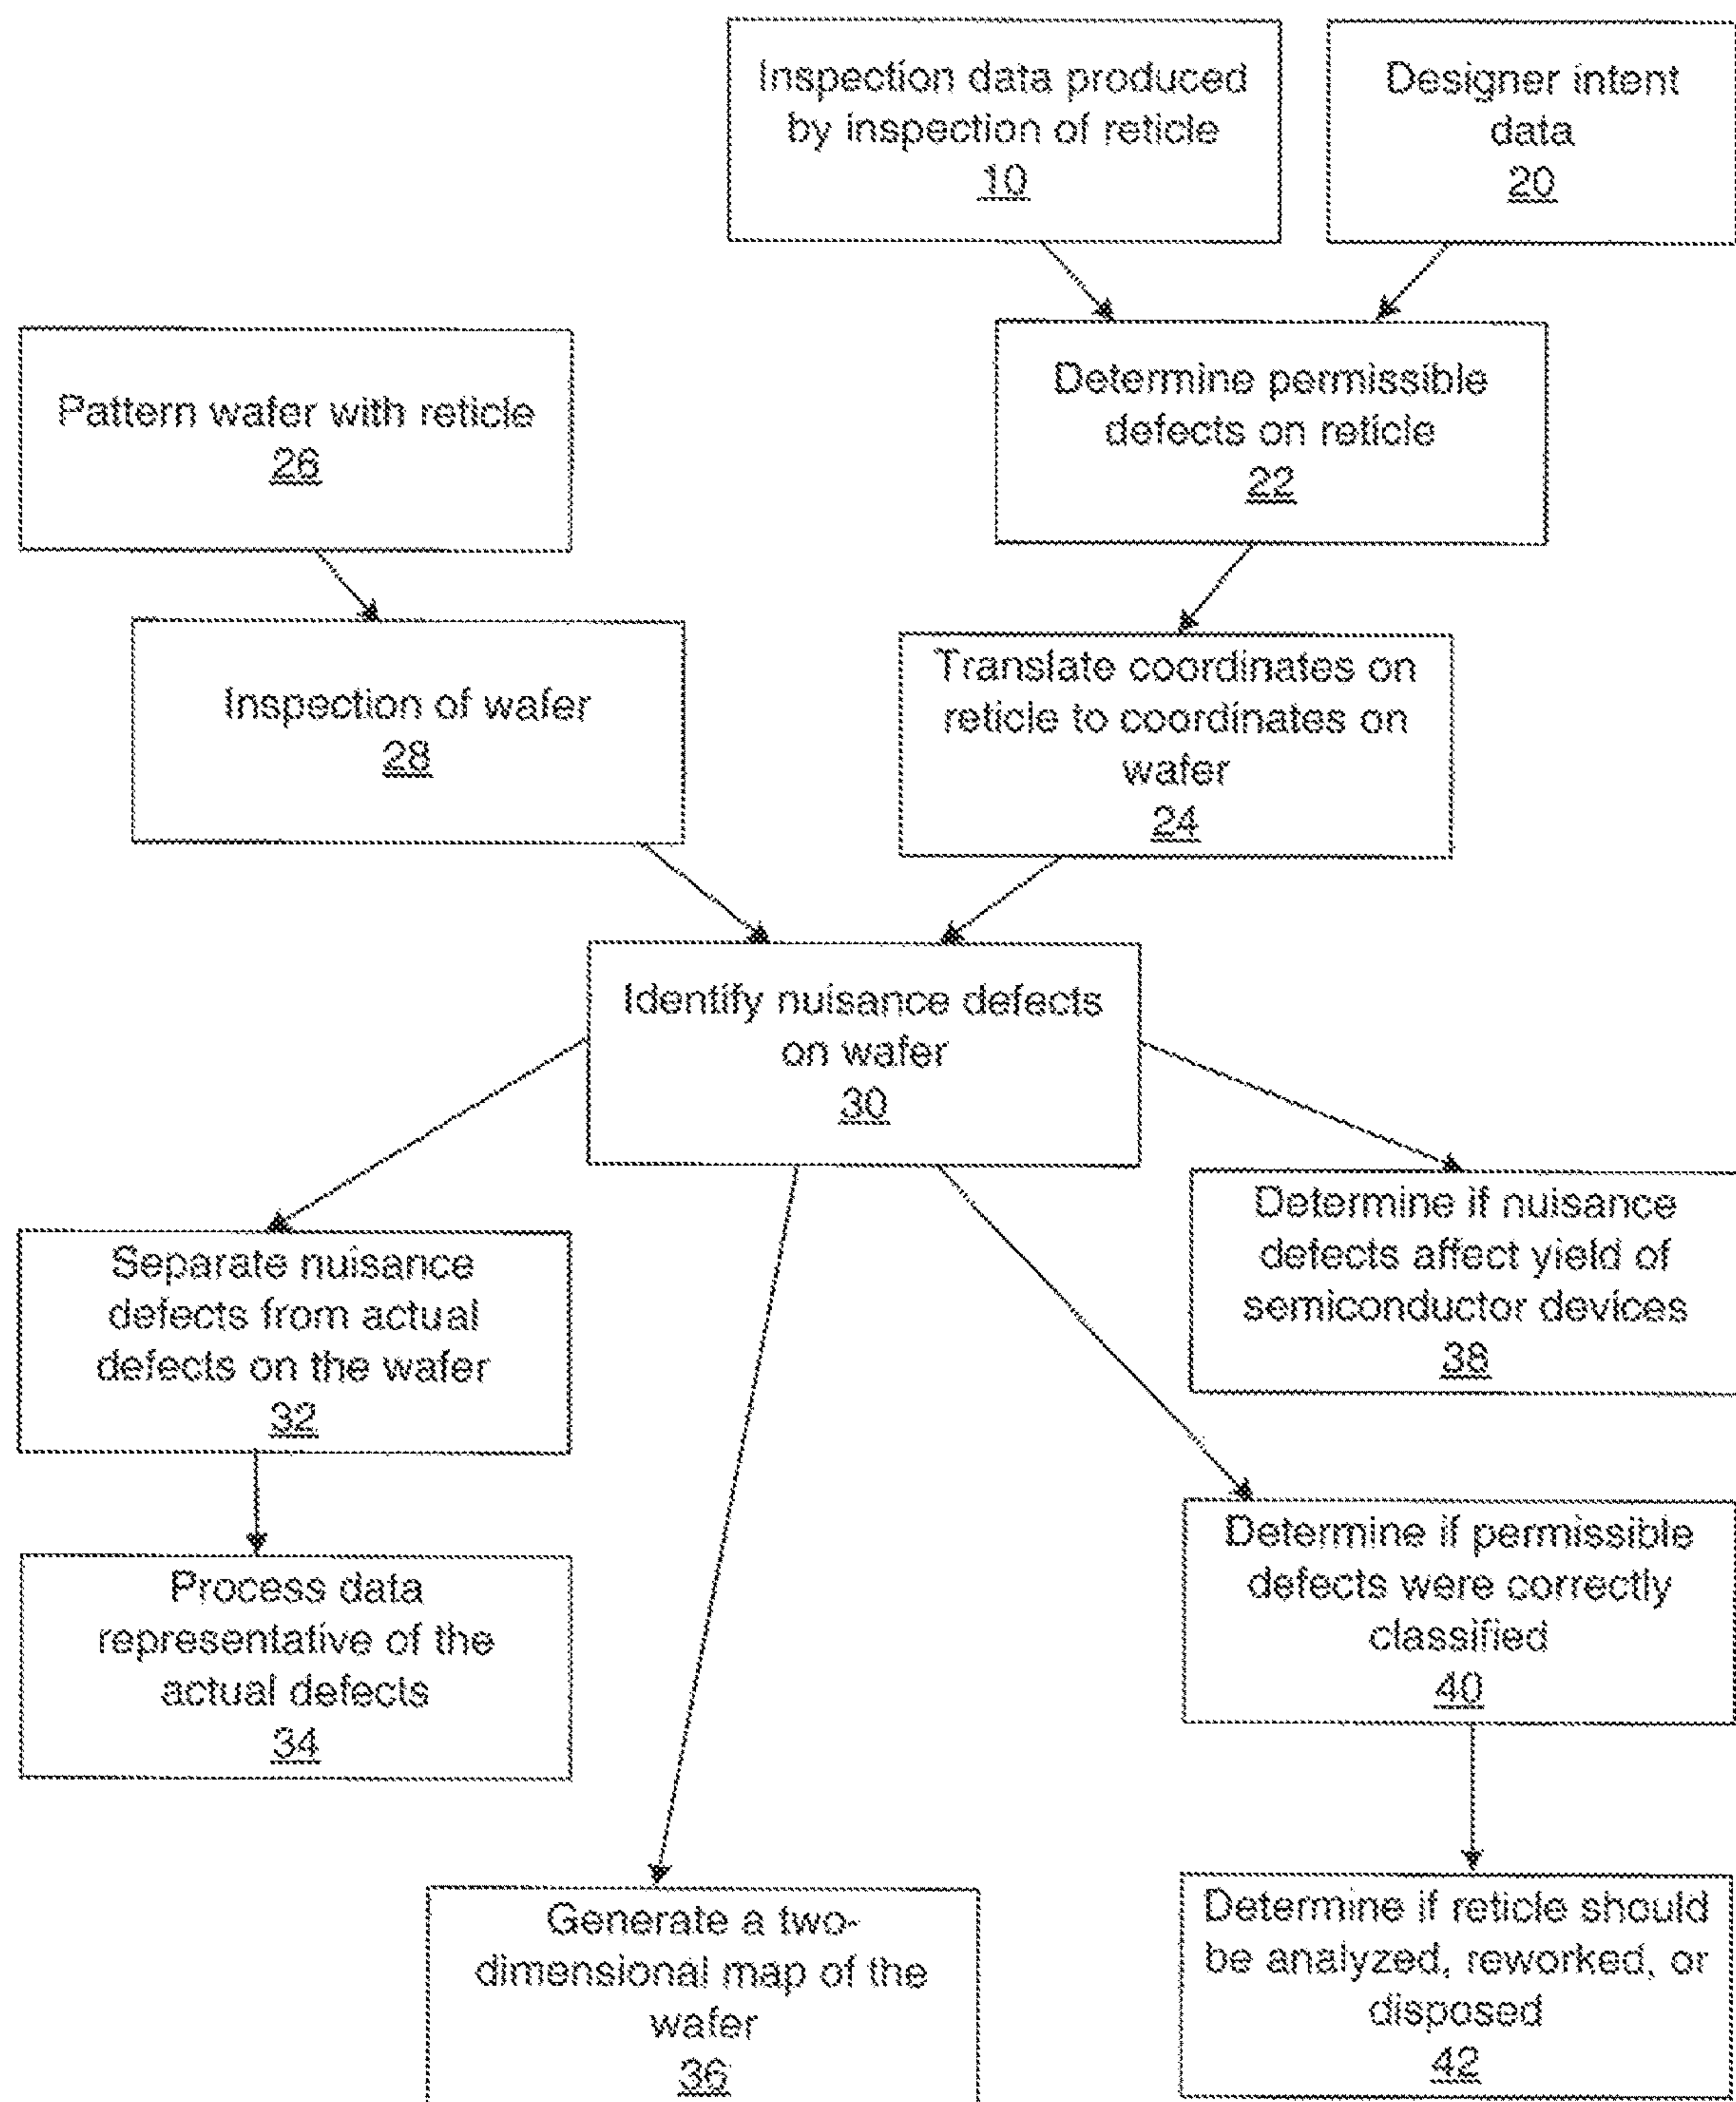 Inspection data produced
by inspection of reticle
10
Designer intent
data
20
Pattern wafer with reticle
26
Determine permissible
defects on reticle
22
Inspection of wafer
28
Translate coordinates on
reticle to coordinates on
wafer
24
Identify nuisance defects
on wafer
30
Separate nuisance
defects from actual
defects on the wafer
32
Determine if nuisance
defects affect yield of
semiconductor devices
38
Process data
representative of the
actual defects
34
Determine if permissible
defects were correctly
classified
40
Generate a two-
dimensional map of the
wafer
36
Determine if reticle should
be analyzed, reworked, or
disposed
42